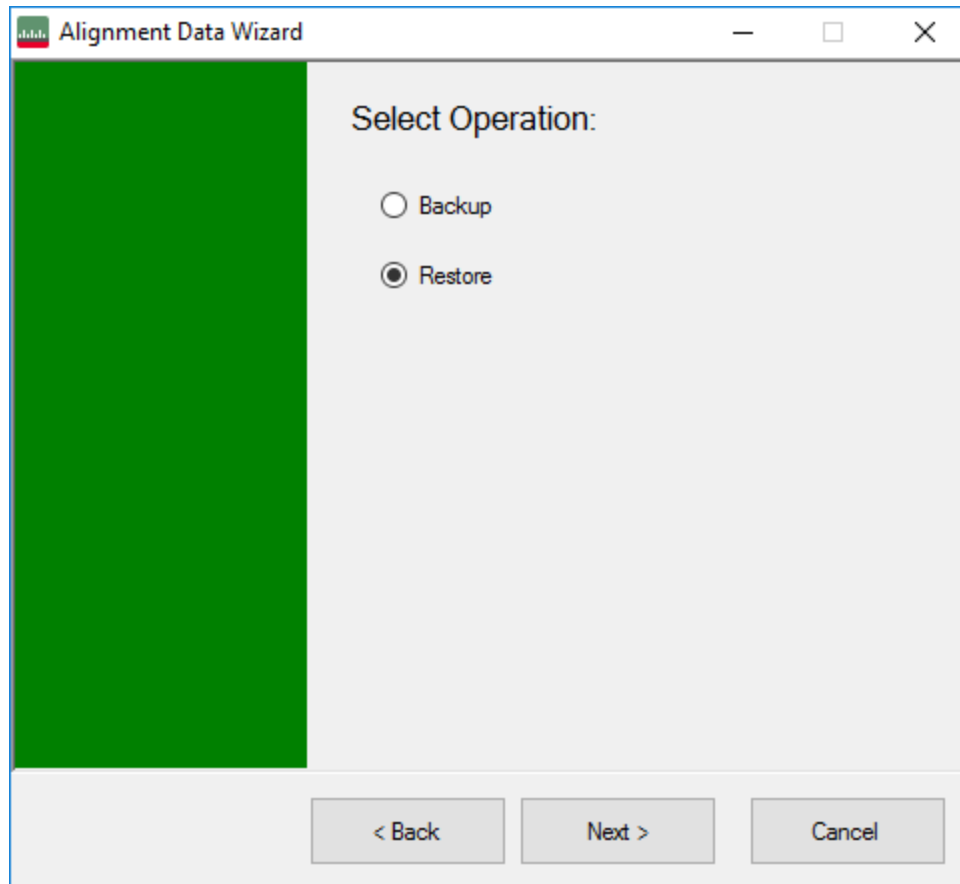 Alignment Data Wizard
Select Operation:
Backup
Restore
< Back
Next >
Cancel